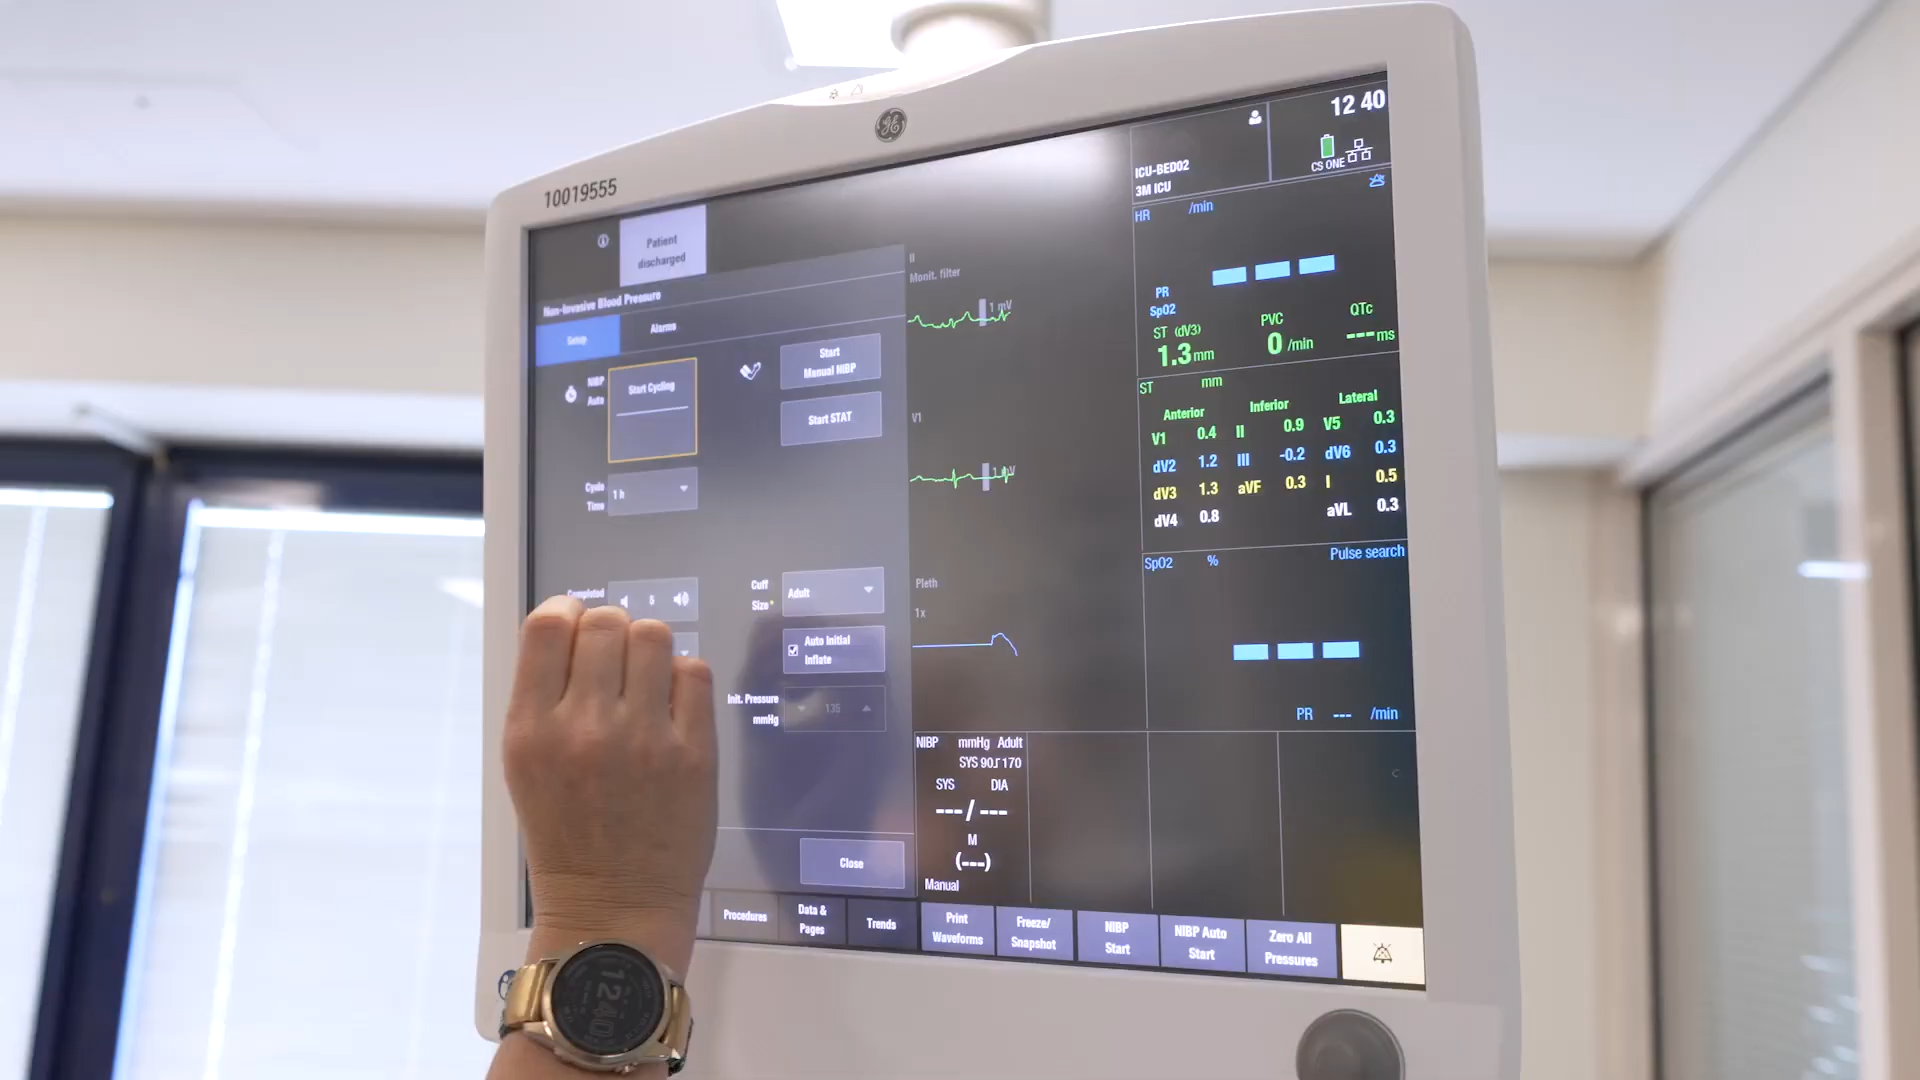 10019555
GE
Patient
discharged
Non-Invasive Blood Pressure
Setup
Alarms
NIBP
Auto
Start Cycling
Start
Manual NIBP
Start STAT
Cycle
Time
1 h
Completed
5
Cuff
Size*
Adult
Auto Initial
Inflate
Init. Pressure
mmHg
135
Close
II
Monit. filter
1 mV
V1
1 mV
Pleth
1x
ICU-BED02
3M ICU
12 40
CS ONE
HR /min
PR
SpO2
ST (dV3)
1.3 mm
PVC
0 /min
QTc
--- ms
ST mm
Anterior Inferior Lateral
V1 0.4 II 0.9 V5 0.3
dV2 1.2 III -0.2 dV6 0.3
dV3 1.3 aVF 0.3 I 0.5
dV4 0.8 aVL 0.3
SpO2 % Pulse search
PR --- /min
NIBP mmHg Adult
SYS 90 170
SYS DIA
--- / ---
M
(---)
Manual
Procedures
Data &
Pages
Trends
Print
Waveforms
Freeze/
Snapshot
NIBP
Start
NIBP Auto
Start
Zero All
Pressures
1240